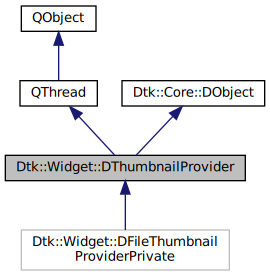 QObject
QThread
Dtk::Core::DObject
Dtk::Widget::DThumbnailProvider
Dtk::Widget::DFileThumbnail
ProviderPrivate